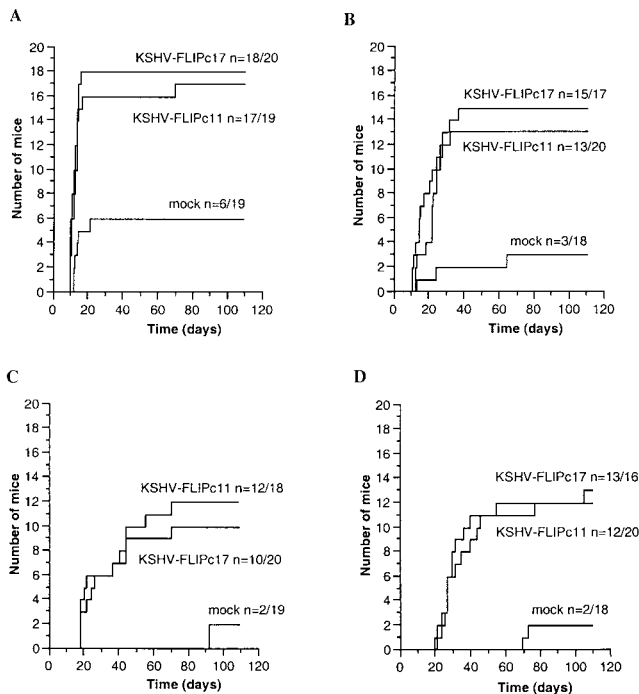 A
20
18
16
14
12
10
8
6
4
2
0
Number of mice
KSHV-FLIPc17 n=18/20
KSHV-FLIPc11 n=17/19
mock n=6/19
0 20 40 60 80 100 120
Time (days)
B
20
18
16
14
12
10
8
6
4
2
0
Number of mice
KSHV-FLIPc17 n=15/17
KSHV-FLIPc11 n=13/20
mock n=3/18
0 20 40 60 80 100 120
Time (days)
C
20
18
16
14
12
10
8
6
4
2
0
Number of mice
KSHV-FLIPc11 n=12/18
KSHV-FLIPc17 n=10/20
mock n=2/19
0 20 40 60 80 100 120
Time (days)
D
20
18
16
14
12
10
8
6
4
2
0
Number of mice
KSHV-FLIPc17 n=13/16
KSHV-FLIPc11 n=12/20
mock n=2/18
0 20 40 60 80 100 120
Time (days)